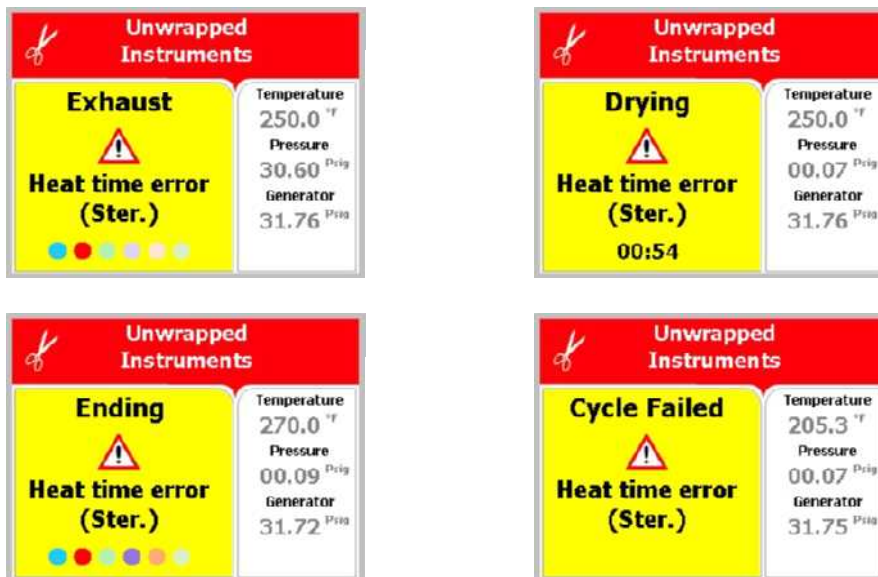 Unwrapped
Instruments
Exhaust
Heat time error
(Ster.)
Temperature
250.0 °F
Pressure
30.60 Psig
Generator
31.76 Psig
Unwrapped
Instruments
Drying
Heat time error
(Ster.)
00:54
Temperature
250.0 °F
Pressure
00.07 Psig
Generator
31.76 Psig
Unwrapped
Instruments
Ending
Heat time error
(Ster.)
Temperature
270.0 °F
Pressure
00.09 Psig
Generator
31.72 Psig
Unwrapped
Instruments
Cycle Failed
Heat time error
(Ster.)
Temperature
205.3 °F
Pressure
00.07 Psig
Generator
31.75 Psig